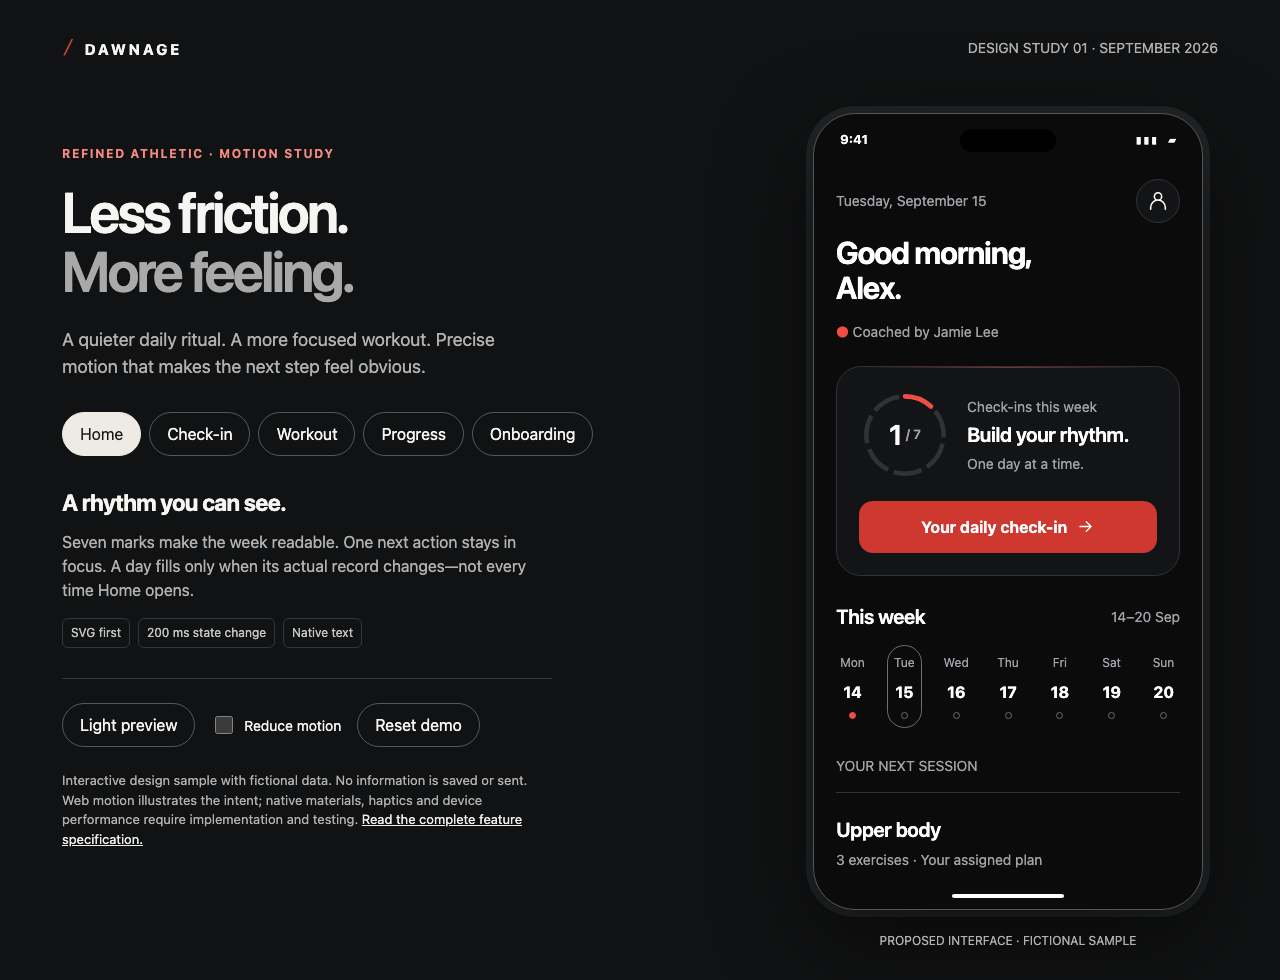 / DAWNAGE
DESIGN STUDY 01 · SEPTEMBER 2026
REFINED ATHLETIC · MOTION STUDY
Less friction.
More feeling.
A quieter daily ritual. A more focused workout. Precise
motion that makes the next step feel obvious.
Home
Check-in
Workout
Progress
Onboarding
A rhythm you can see.
Seven marks make the week readable. One next action stays in
focus. A day fills only when its actual record changes—not every
time Home opens.
SVG first
200 ms state change
Native text
Light preview
Reduce motion
Reset demo
Interactive design sample with fictional data. No information is saved or sent.
Web motion illustrates the intent; native materials, haptics and device
performance require implementation and testing. Read the complete feature
specification.
9:41
Tuesday, September 15
Good morning,
Alex.
Coached by Jamie Lee
1 / 7
Check-ins this week
Build your rhythm.
One day at a time.
Your daily check-in →
This week
14–20 Sep
Mon Tue Wed Thu Fri Sat Sun
14 15 16 17 18 19 20
YOUR NEXT SESSION
Upper body
3 exercises · Your assigned plan
PROPOSED INTERFACE · FICTIONAL SAMPLE